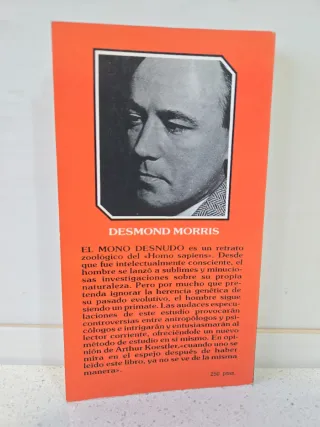 DESMOND MORRIS
EL MONO DESNUDO es un retrato
zoológico del «Homo sapiens». Desde
que fue intelectualmente consciente, el
hombre se lanzó a sublimes y minucio-
sas investigaciones sobre su propia
naturaleza. Pero por mucho que pre-
tenda ignorar la herencia genética de
su pasado evolutivo, el hombre sigue
siendo un primate. Las audaces especu-
laciones de este estudio provocarán
controversias entre antropólogos y psi-
cólogos e intrigarán y entusiasmarán al
lector corriente, ofreciéndole un nuevo
método de estudio en sí mismo. En opi-
nión de Arthur Koestler, «cuando uno se
mira en el espejo después de haber
leído este libro, ya no se ve de la misma
manera».